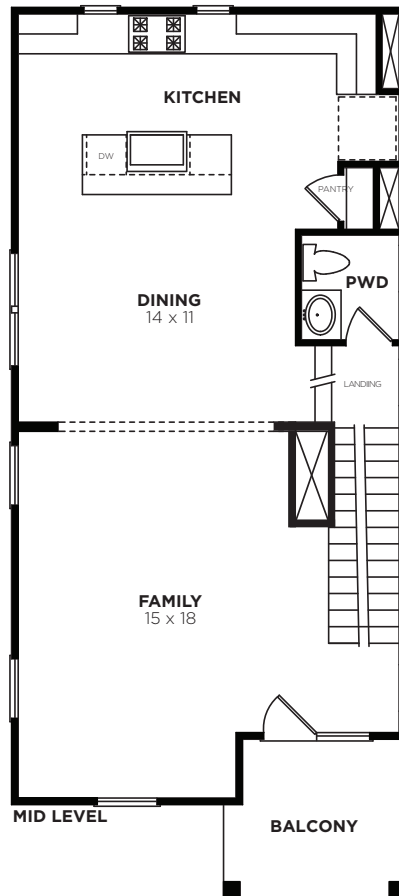 KITCHEN
DW
PANTRY
PWD
DINING
14 x 11
LANDING
FAMILY
15 x 18
MID LEVEL
BALCONY